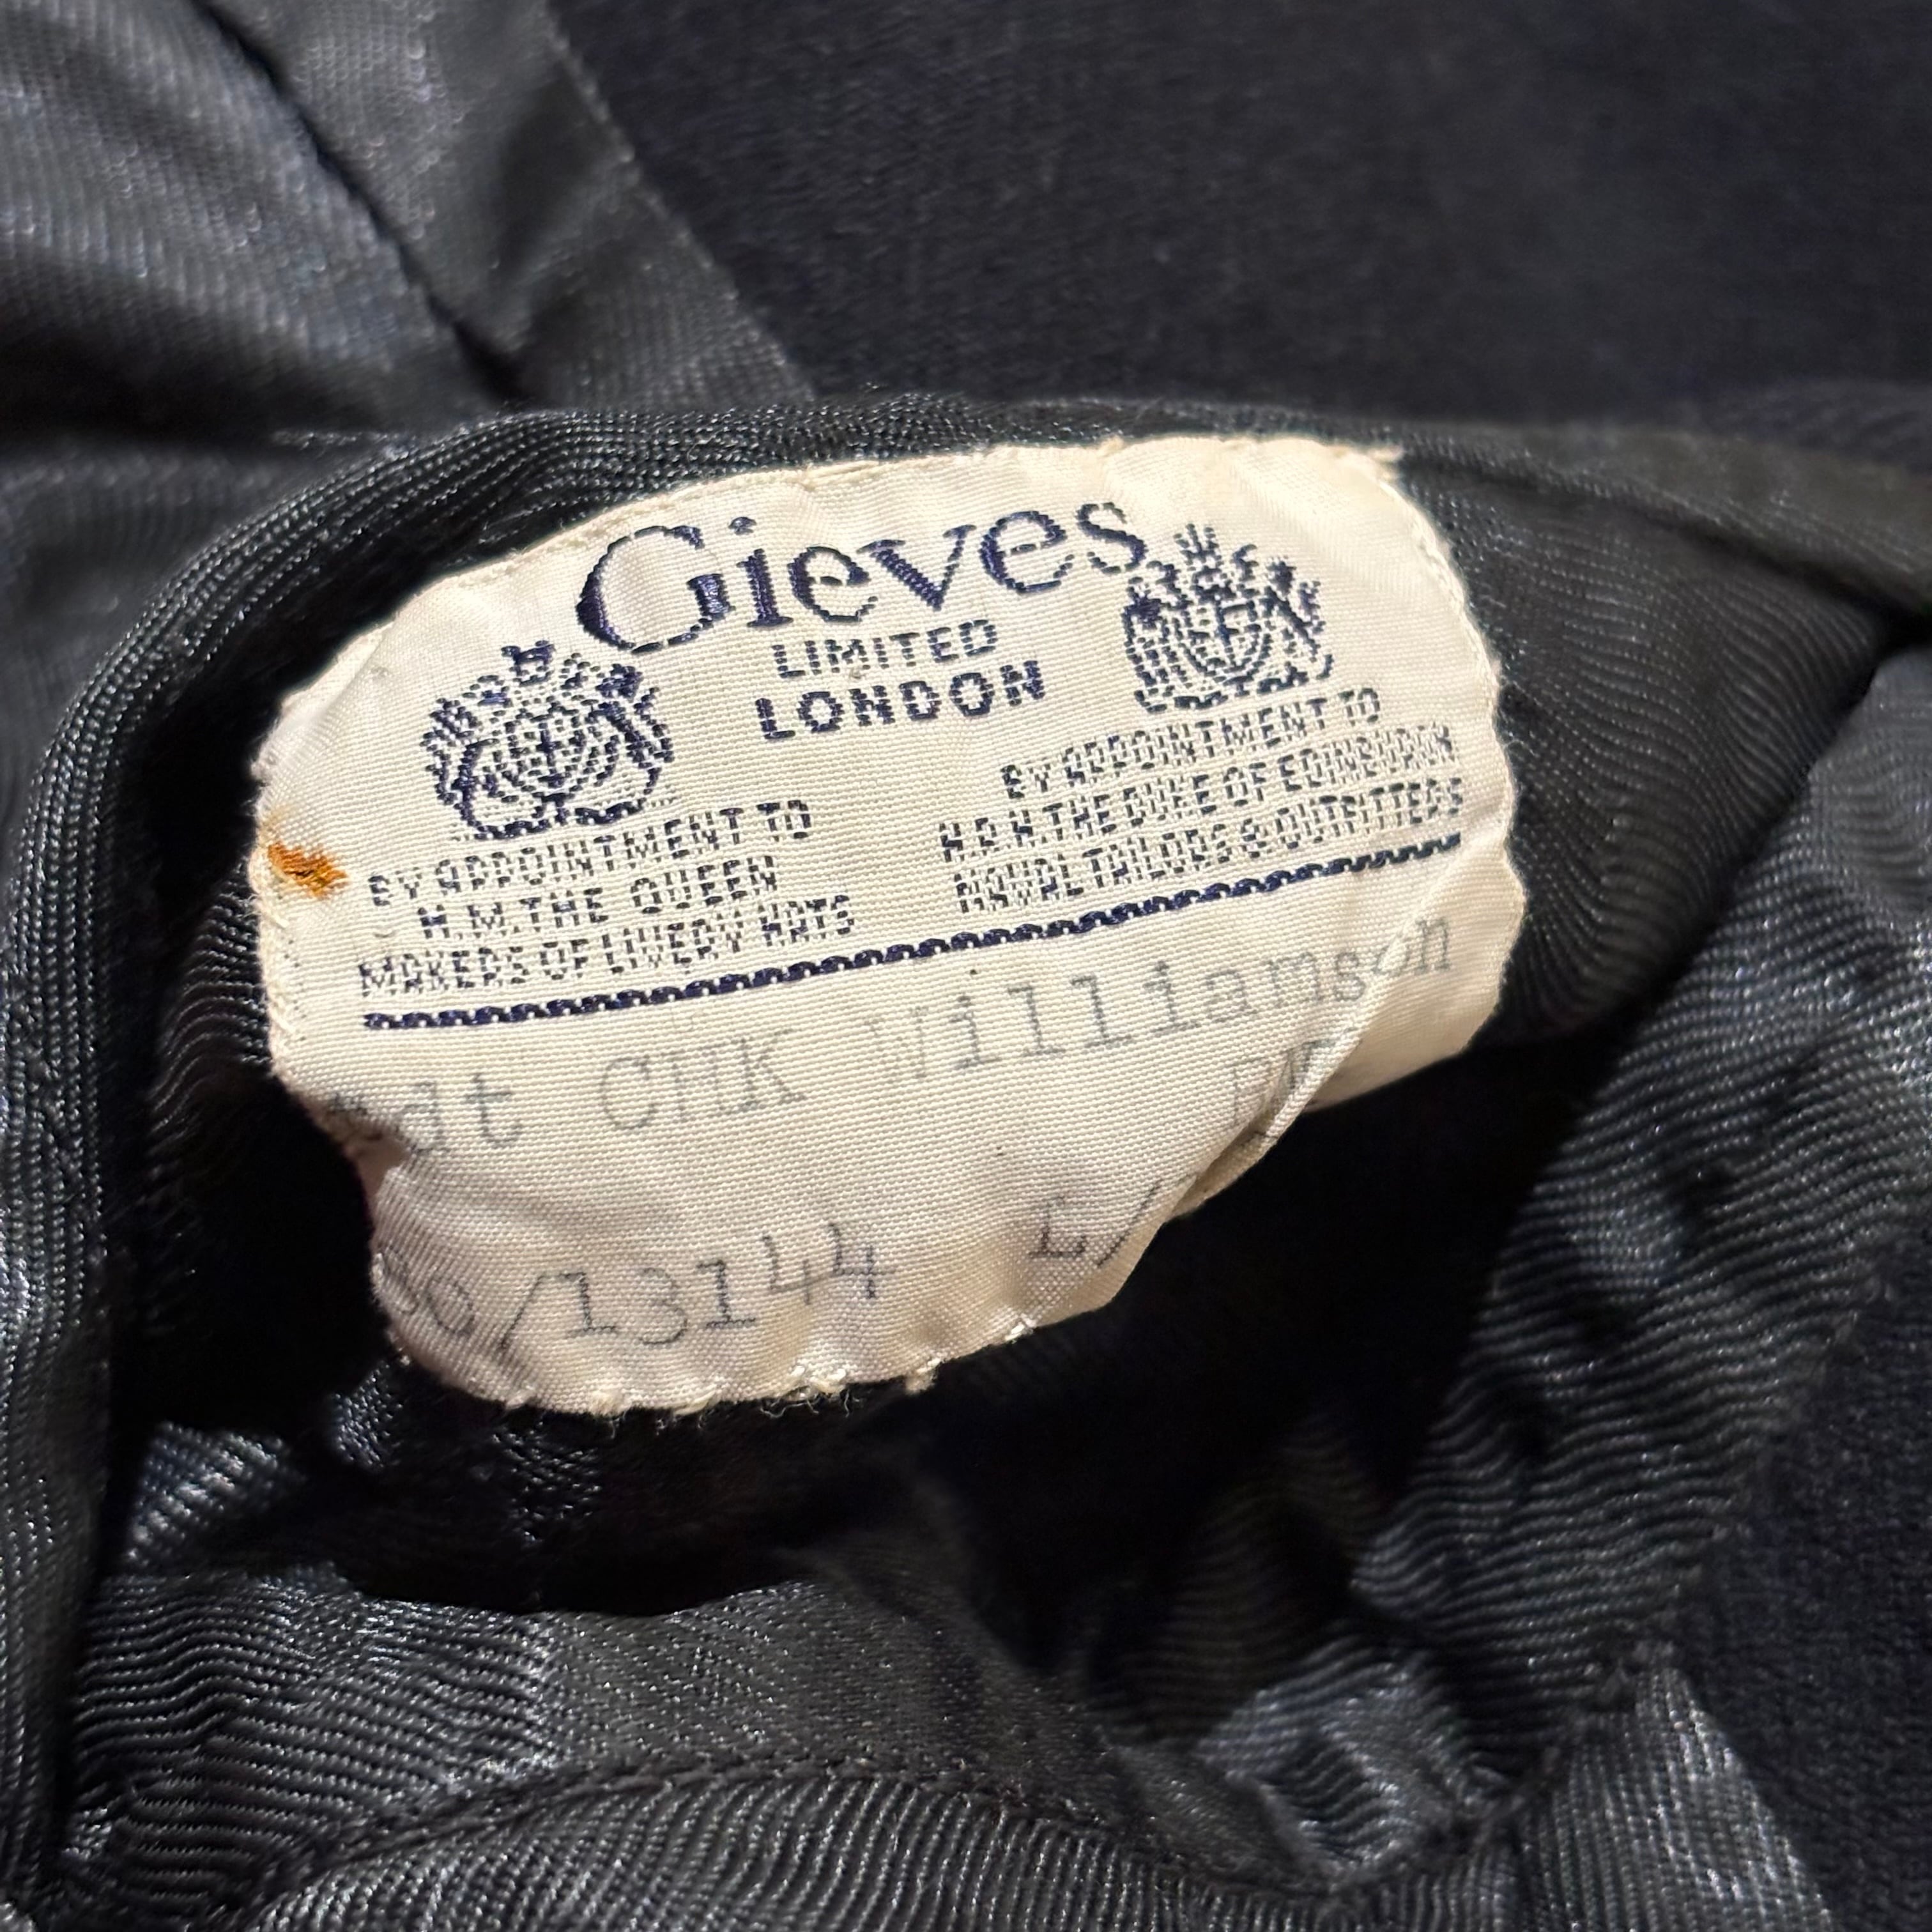 Gieves
LIMITED
LONDON
BY APPOINTMENT TO
H.M. THE QUEEN
MAKERS OF LIVERY HATS
BY APPOINTMENT TO
H.R.H. THE DUKE OF EDINBURGH
NAVAL TAILORS & OUTFITTERS
CHK Williamson
/13144 L/